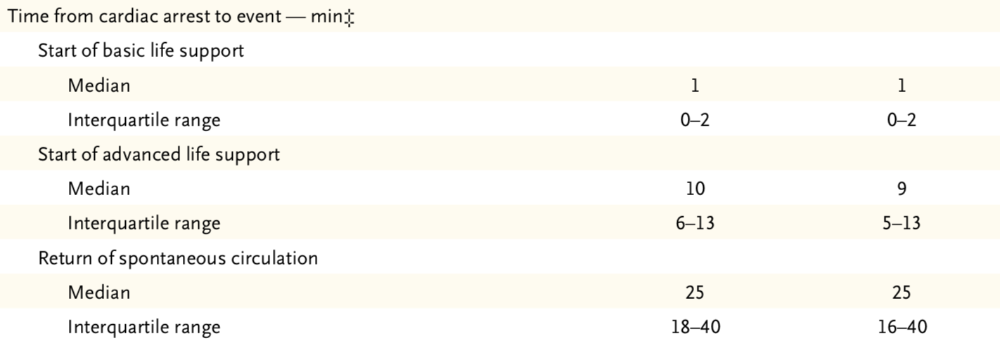 Time from cardiac arrest to event — min‡
Start of basic life support
Median 1 1
Interquartile range 0–2 0–2
Start of advanced life support
Median 10 9
Interquartile range 6–13 5–13
Return of spontaneous circulation
Median 25 25
Interquartile range 18–40 16–40